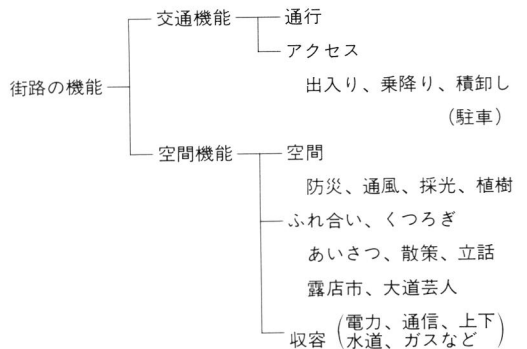 交通機能 通行
アクセス
街路の機能
出入り、乗降り、積卸し
(駐車)
空間機能 空間
防災、通風、採光、植樹
ふれ合い、くつろぎ
あいさつ、散策、立話
露店市、大道芸人
収容 (電力、通信、上下
水道、ガスなど)